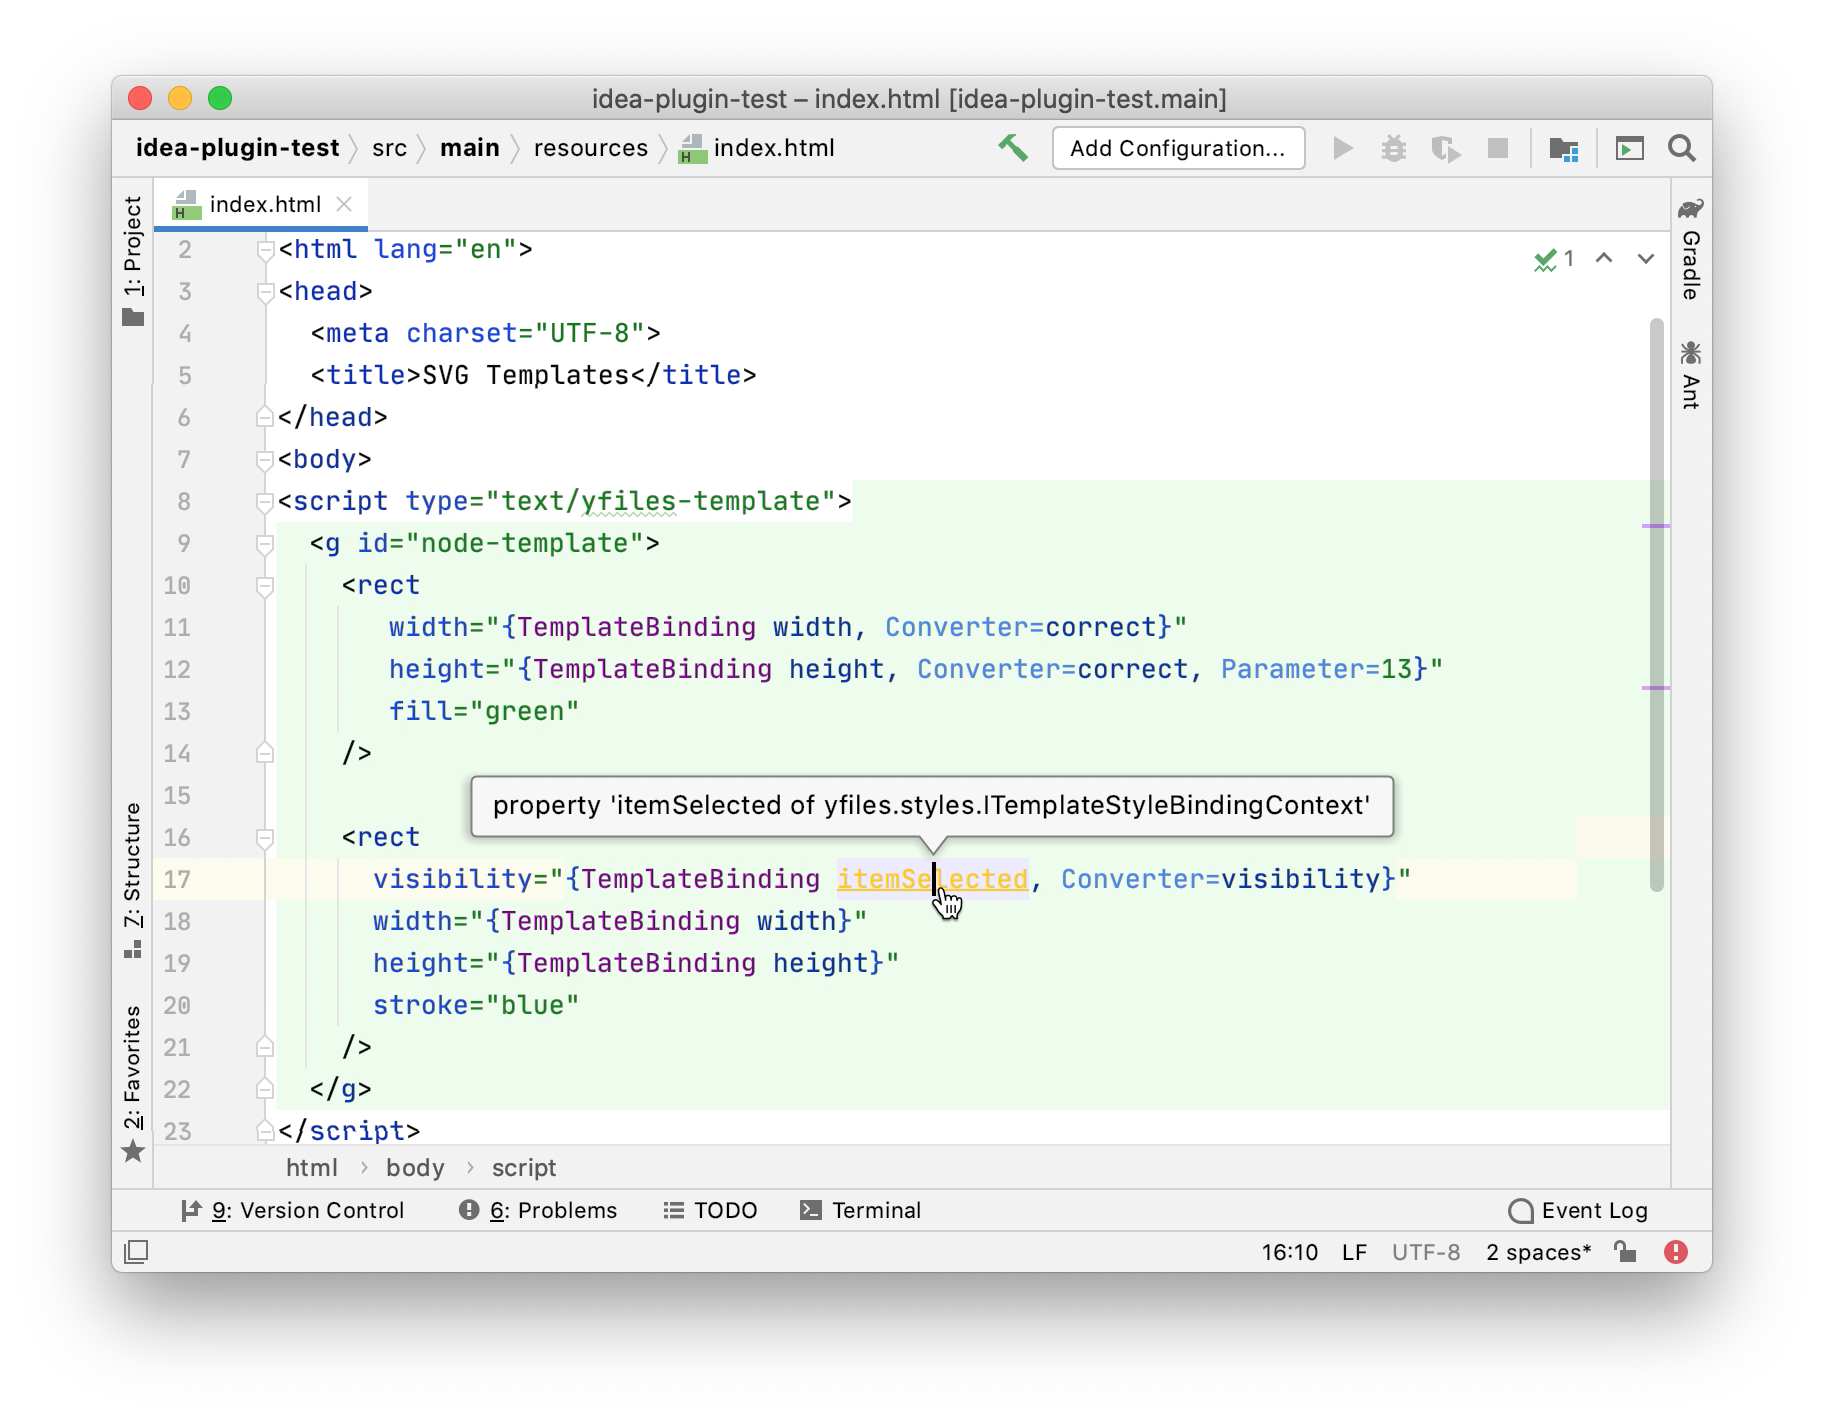 idea-plugin-test – index.html [idea-plugin-test.main]
idea-plugin-test src main resources H index.html Add Configuration...
1: Project
7: Structure
2: Favorites
H index.html
1
2 <html lang="en">
3 <head>
4 <meta charset="UTF-8">
5 <title>SVG Templates</title>
6 </head>
7 <body>
8 <script type="text/yfiles-template">
9 <g id="node-template">
10 <rect
11 width="{TemplateBinding width, Converter=correct}"
12 height="{TemplateBinding height, Converter=correct, Parameter=13}"
13 fill="green"
14 />
15
property 'itemSelected of yfiles.styles.ITemplateStyleBindingContext'
16 <rect
17 visibility="{TemplateBinding itemSelected, Converter=visibility}"
18 width="{TemplateBinding width}"
19 height="{TemplateBinding height}"
20 stroke="blue"
21 />
22 </g>
23 </script>
html › body › script
Gradle
Ant
9: Version Control 6: Problems TODO Terminal Event Log
16:10 LF UTF-8 2 spaces*